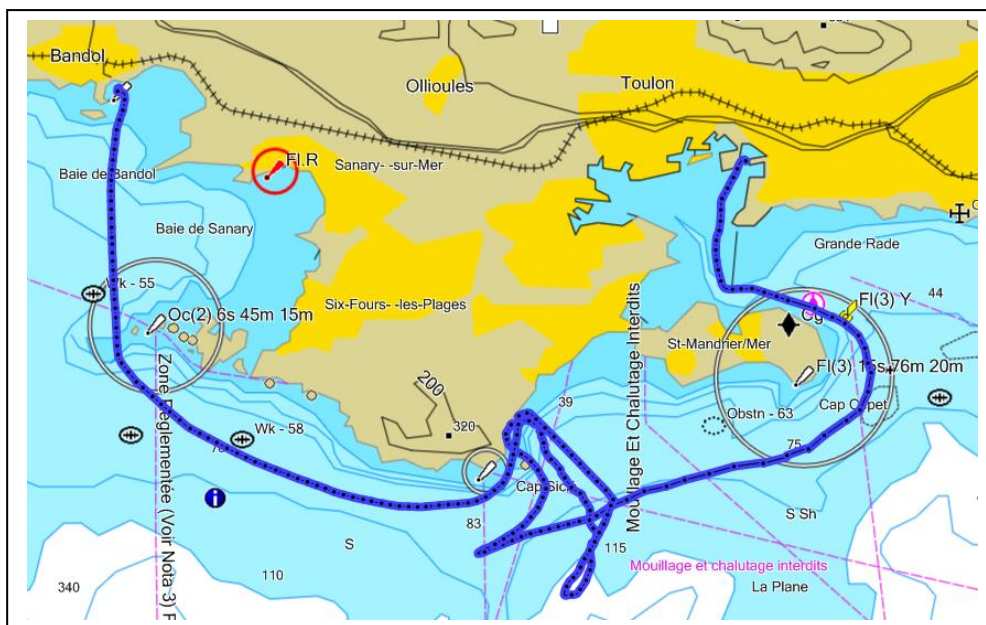 Bandol
Ollioules
Toulon
Fl.R
Sanary- -sur-Mer
Baie de Bandol
Baie de Sanary
Grande Rade
Wk - 55
Oc(2) 6s 45m 15m
Six-Fours- -les-Plages
Mouillage Et Chalutage Interdits
44
Fl(3) Y
Cg
St-Mandrier/Mer
Fl(3) 15s 76m 20m
Zone Réglementée (Voir Nota 3)
200
320
39
Obstn - 63
Cap Cepet
Wk - 58
75
Cap Sicié
83
S Sh
S
115
Mouillage et chalutage interdits
110
La Plane
340